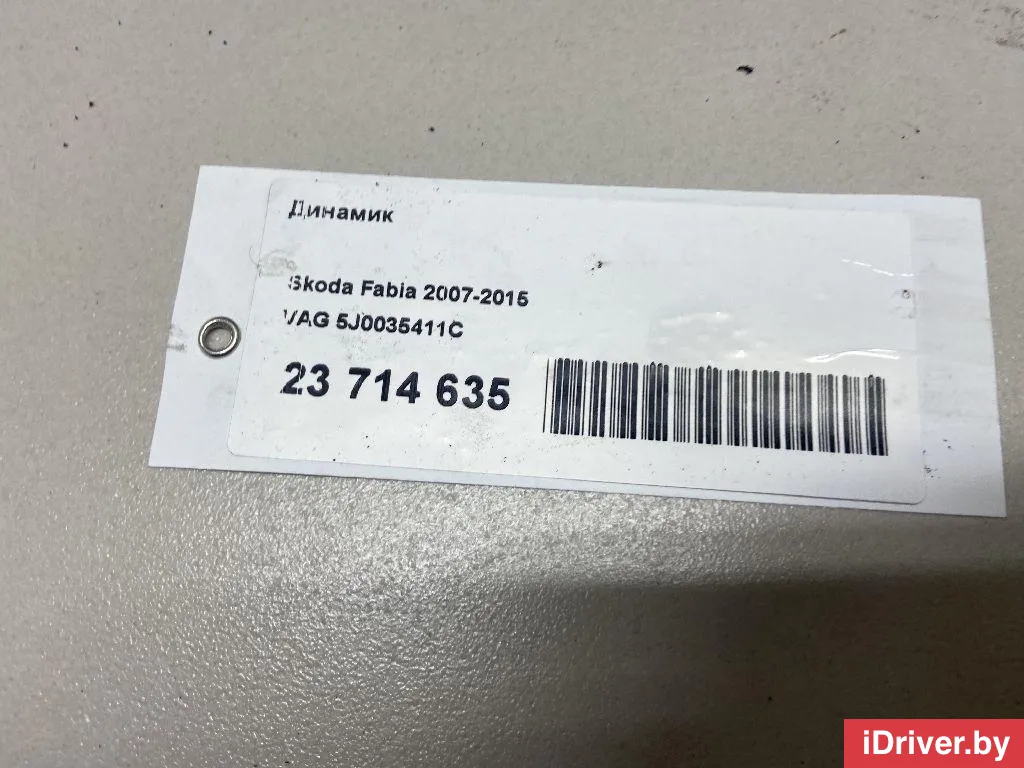 Динамик
Skoda Fabia 2007-2015
VAG 5J0035411C
23 714 635
iDriver.by